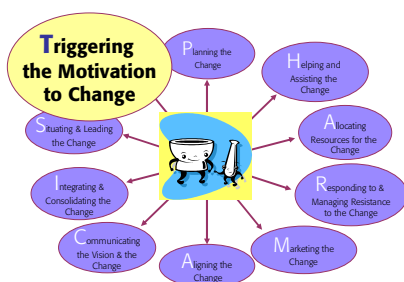 Triggering
the Motivation
to Change
Planning the
Change
Helping and
Assisting the
Change
Allocating
Resources for the
Change
Responding to &
Managing Resistance
to the Change
Marketing the
Change
Aligning the
Change
Communicating
the Vision & the
Change
Integrating &
Consolidating the
Change
Situating & Leading
the Change